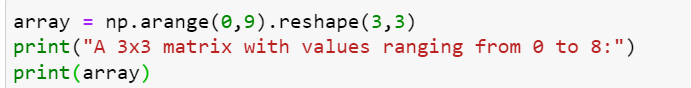 array = np.arange(0,9).reshape(3,3)
print("A 3x3 matrix with values ranging from 0 to 8:")
print(array)